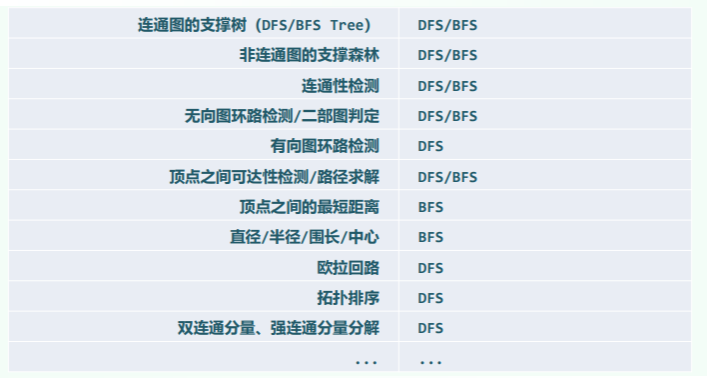 连通图的支撑树（DFS/BFS Tree） DFS/BFS
非连通图的支撑森林 DFS/BFS
连通性检测 DFS/BFS
无向图环路检测/二部图判定 DFS/BFS
有向图环路检测 DFS
顶点之间可达性检测/路径求解 DFS/BFS
顶点之间的最短距离 BFS
直径/半径/围长/中心 BFS
欧拉回路 DFS
拓扑排序 DFS
双连通分量、强连通分量分解 DFS
... ...